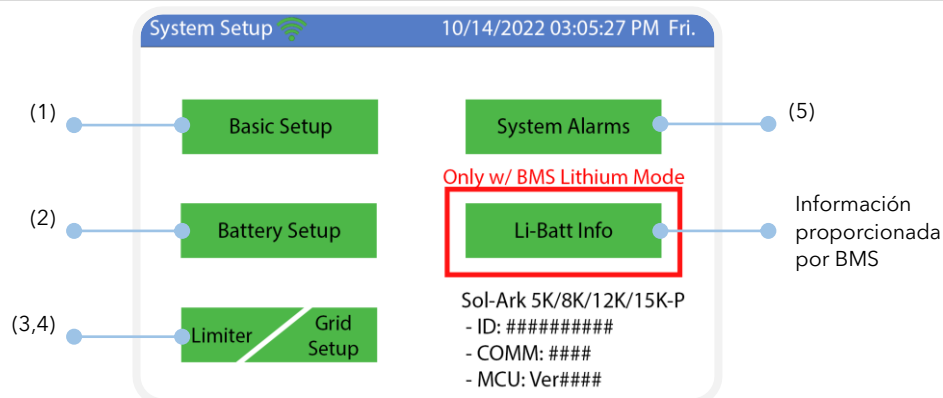 System Setup
10/14/2022 03:05:27 PM Fri.
(1)
Basic Setup
System Alarms
(5)
Only w/ BMS Lithium Mode
(2)
Battery Setup
Li-Batt Info
Información
proporcionada
por BMS
(3,4)
Limiter
Grid
Setup
Sol-Ark 5K/8K/12K/15K-P
- ID: ##########
- COMM: ####
- MCU: Ver####